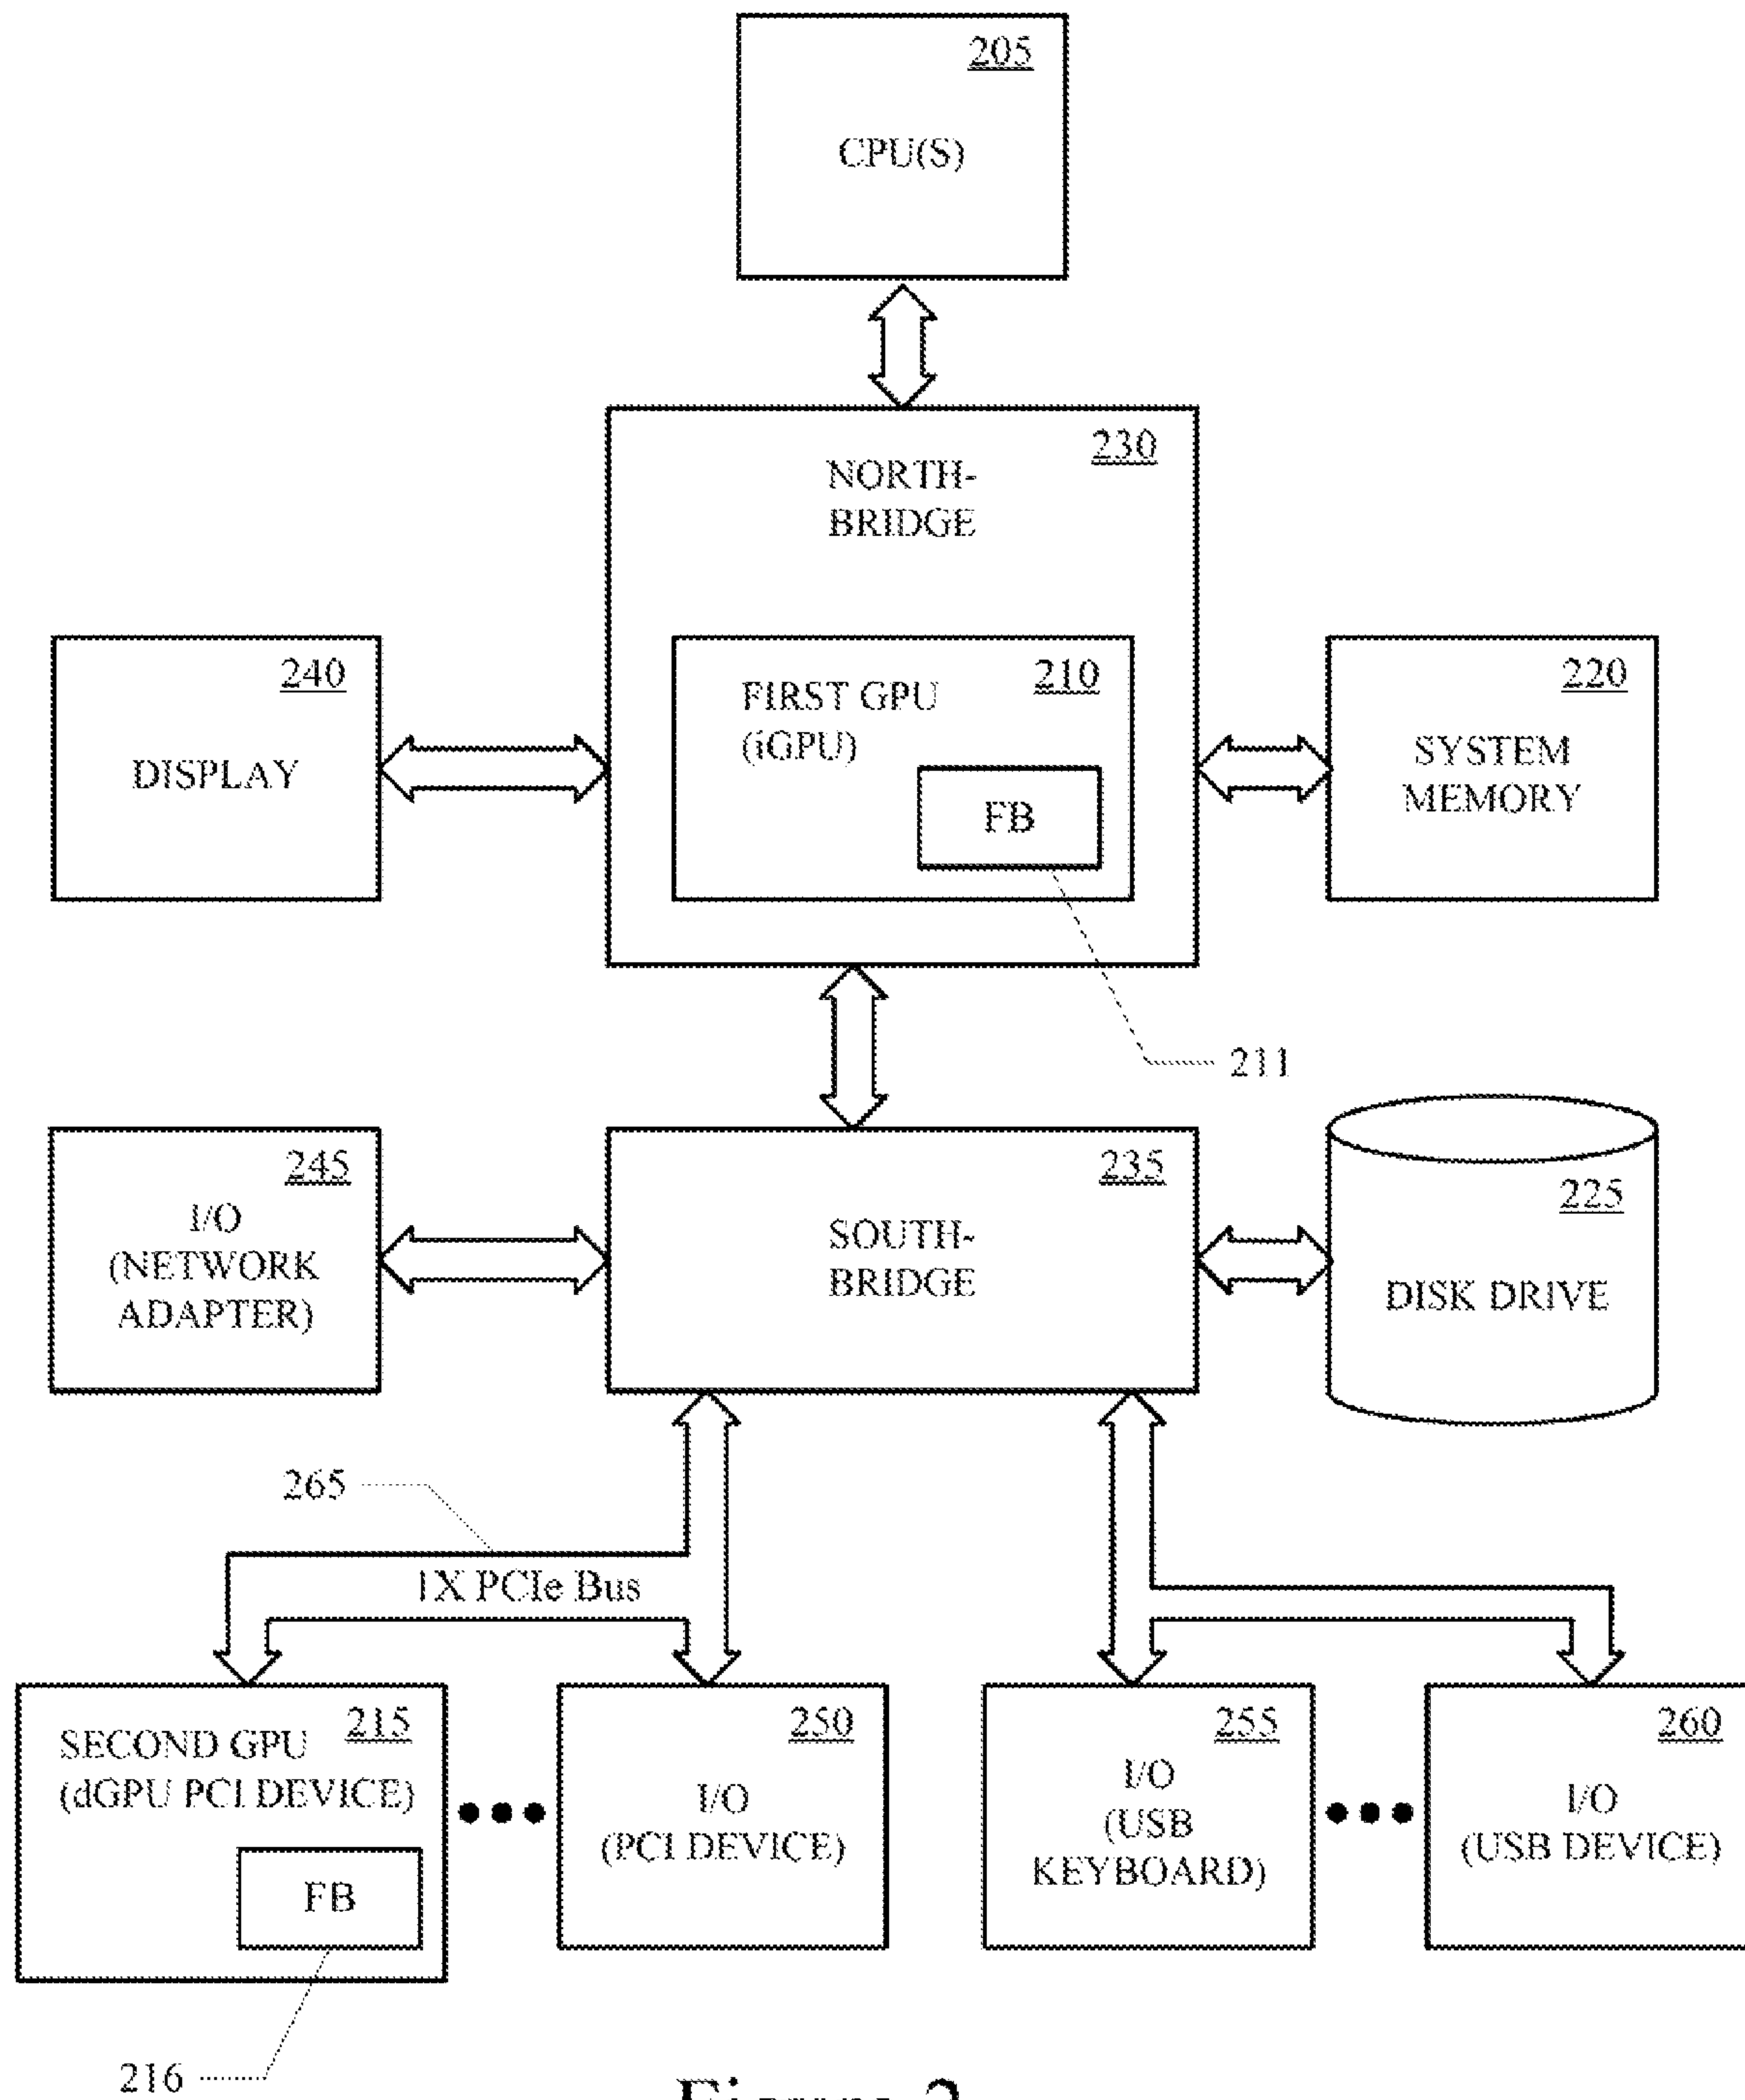 205
CPU(S)
230
NORTH-
BRIDGE
240
DISPLAY
210
FIRST GPU
(iGPU)
FB
220
SYSTEM
MEMORY
211
245
I/O
(NETWORK
ADAPTER)
235
SOUTH-
BRIDGE
225
DISK DRIVE
265
1X PCIe Bus
215
SECOND GPU
(dGPU PCI DEVICE)
FB
250
I/O
(PCI DEVICE)
255
I/O
(USB
KEYBOARD)
260
I/O
(USB DEVICE)
216
Figure 2